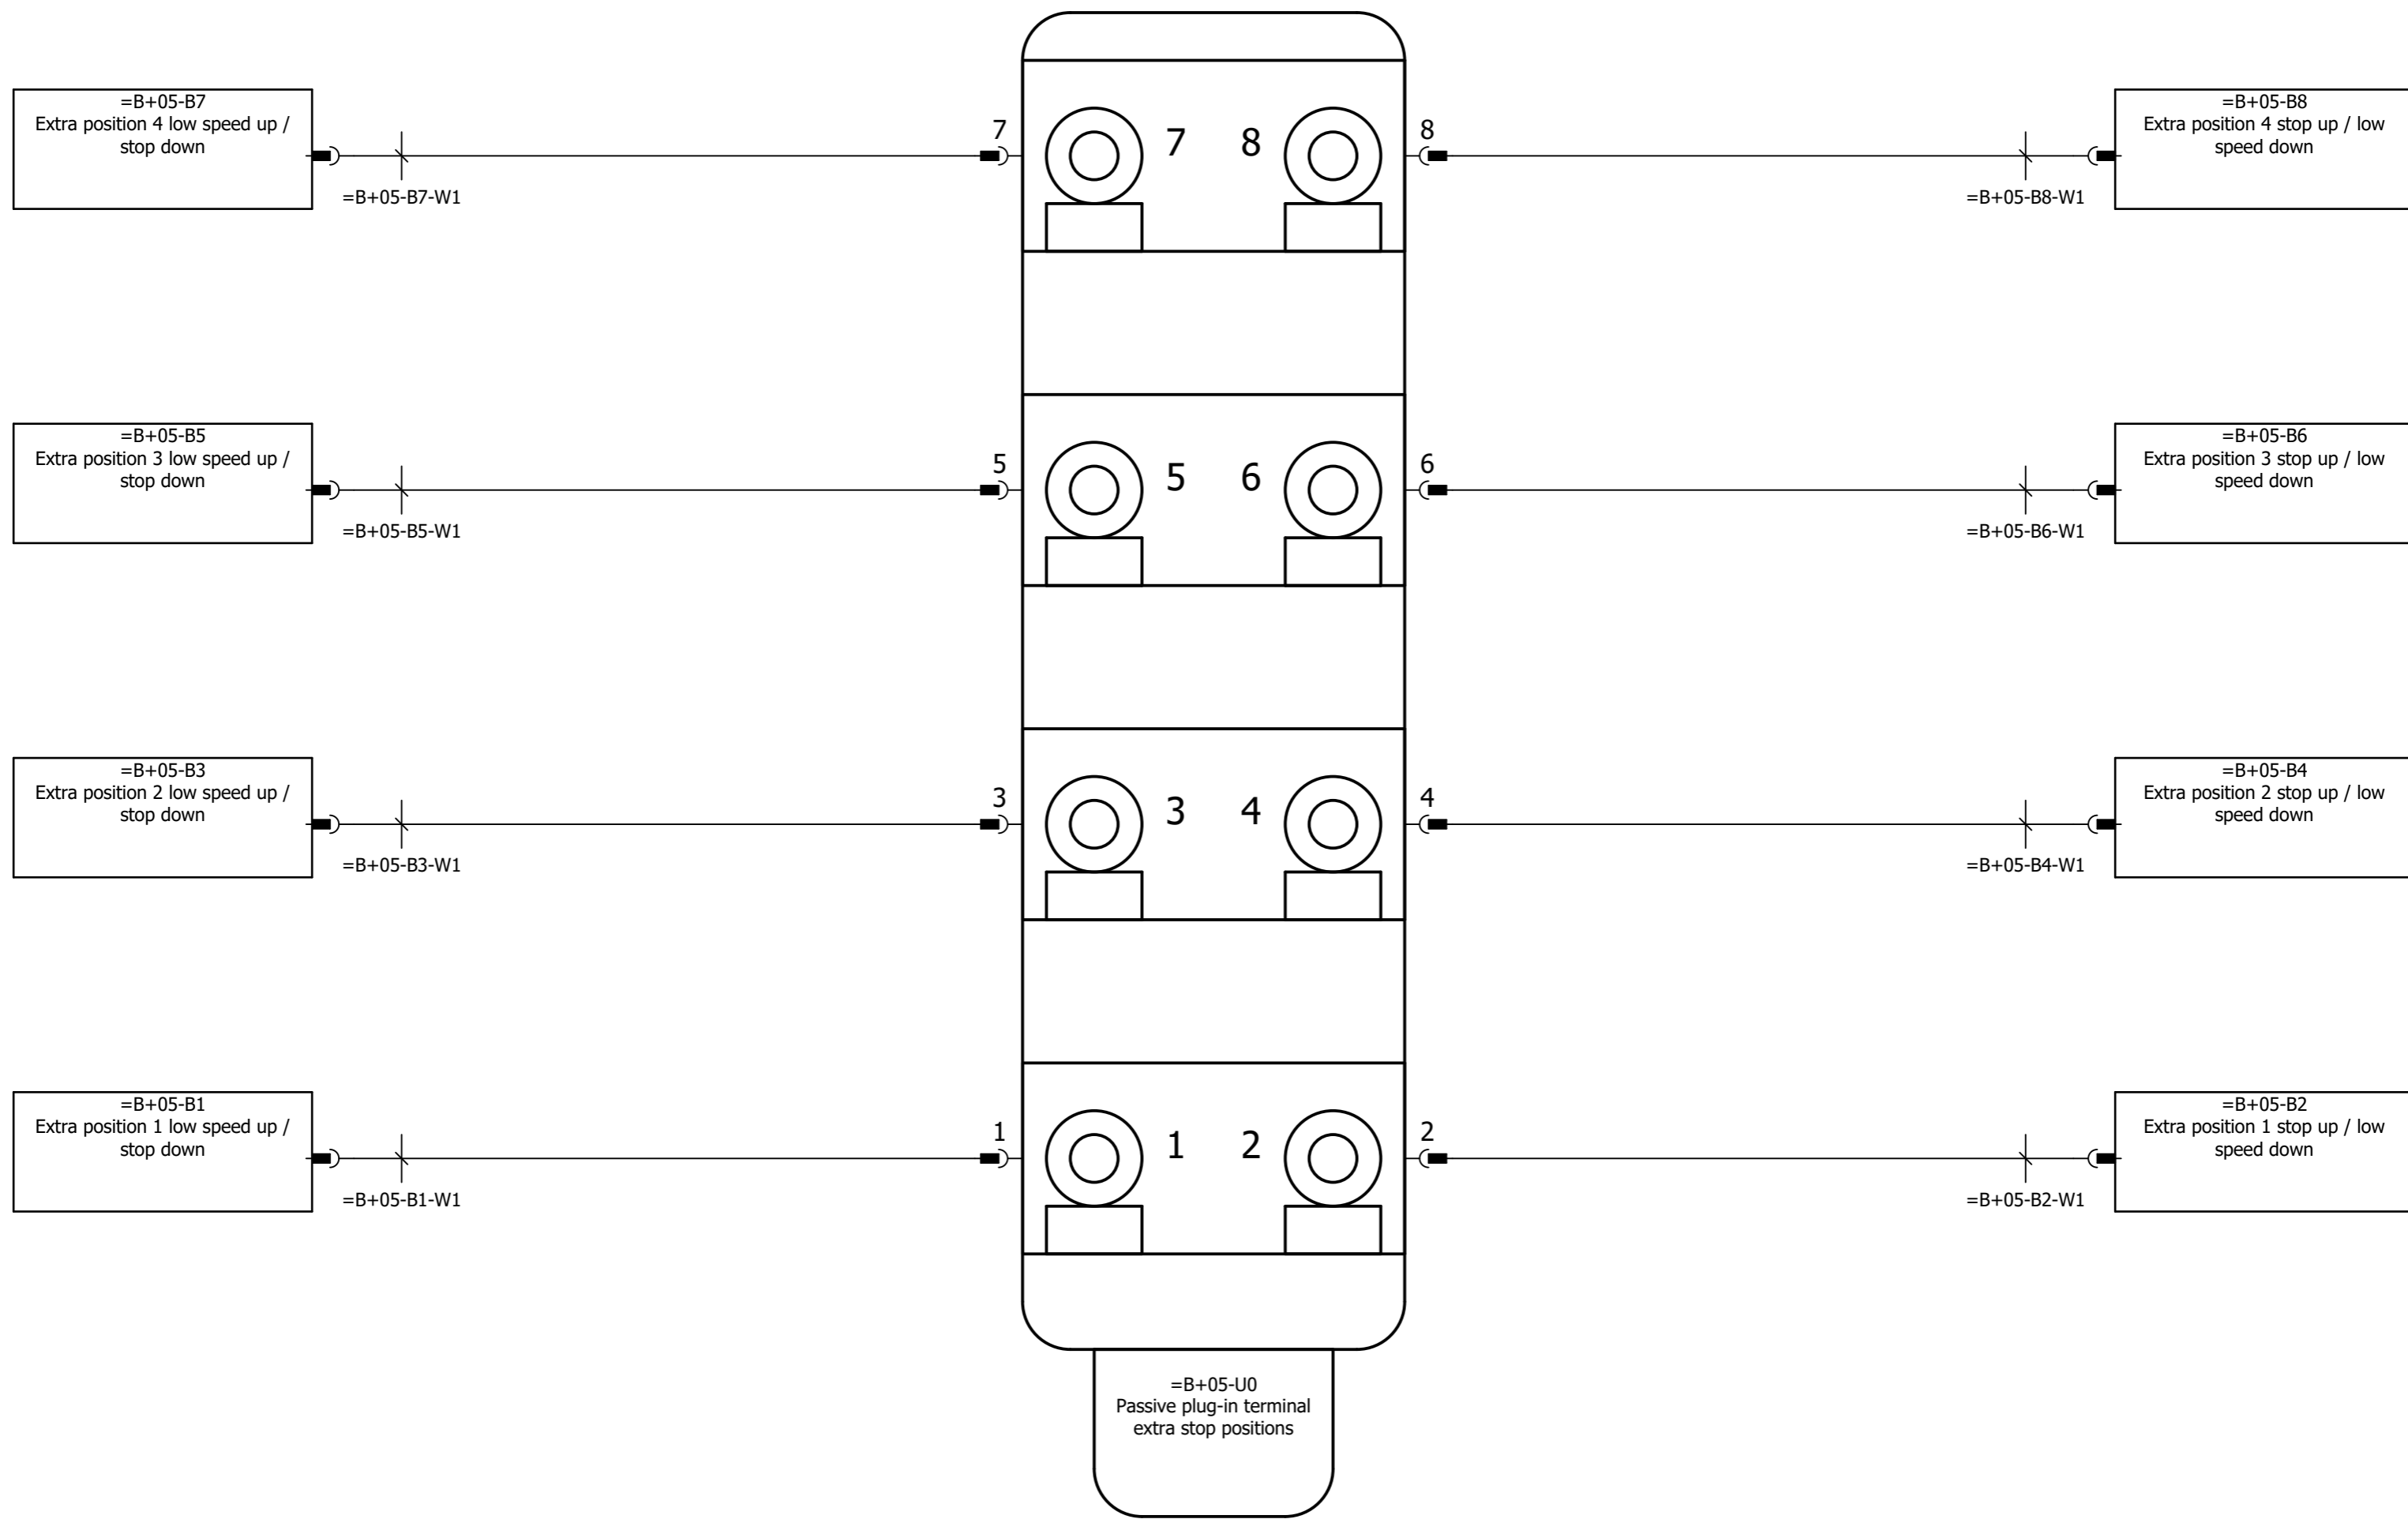 =B+05-B7
Extra position 4 low speed up /
stop down
=B+05-B7-W1
7
7 8
8
=B+05-B8-W1
=B+05-B8
Extra position 4 stop up / low
speed down
=B+05-B5
Extra position 3 low speed up /
stop down
=B+05-B5-W1
5
5 6
6
=B+05-B6-W1
=B+05-B6
Extra position 3 stop up / low
speed down
=B+05-B3
Extra position 2 low speed up /
stop down
=B+05-B3-W1
3
3 4
4
=B+05-B4-W1
=B+05-B4
Extra position 2 stop up / low
speed down
=B+05-B1
Extra position 1 low speed up /
stop down
=B+05-B1-W1
1
1 2
2
=B+05-B2-W1
=B+05-B2
Extra position 1 stop up / low
speed down
=B+05-U0
Passive plug-in terminal
extra stop positions